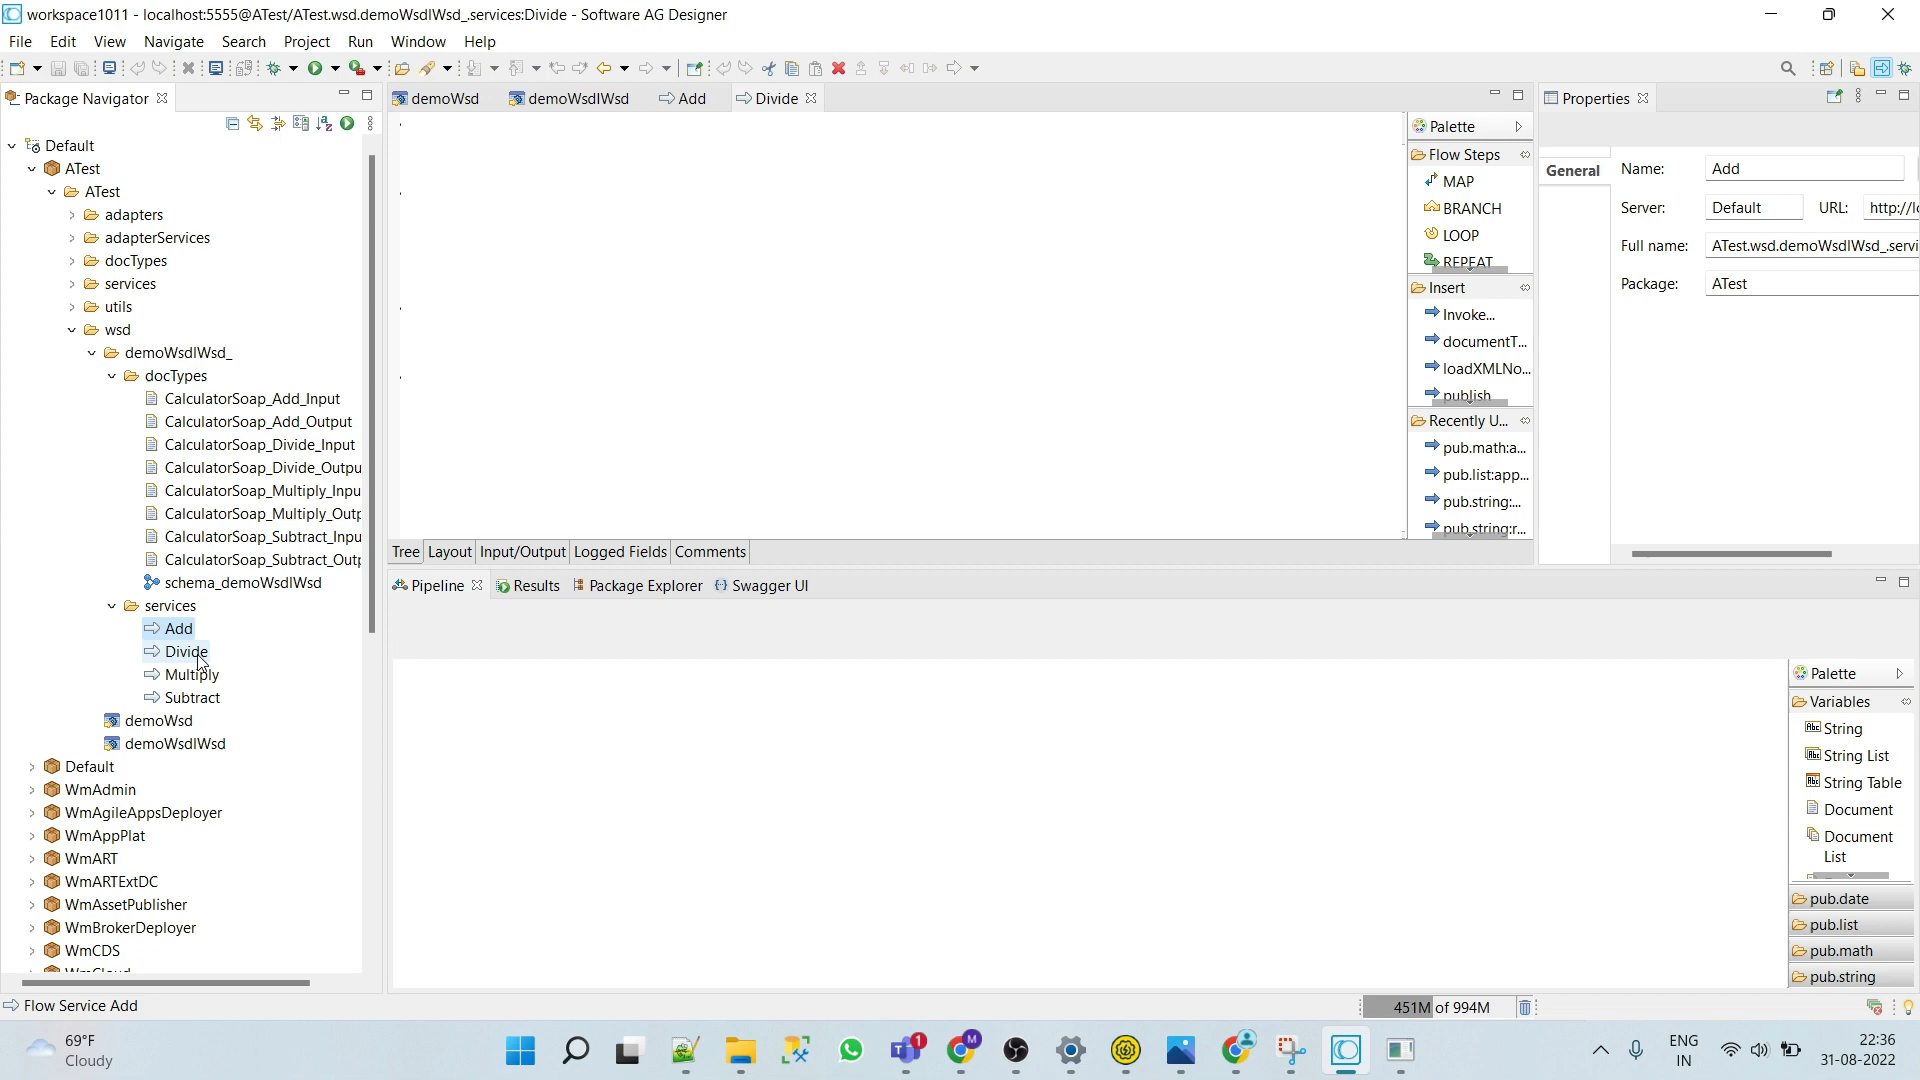 workspace1011 - localhost:5555@ATest/ATest.wsd.demoWsdlWsd_.services:Divide - Software AG Designer
File Edit View Navigate Search Project Run Window Help
Package Navigator
Default
ATest
ATest
adapters
adapterServices
docTypes
services
utils
wsd
demoWsdlWsd_
docTypes
CalculatorSoap_Add_Input
CalculatorSoap_Add_Output
CalculatorSoap_Divide_Input
CalculatorSoap_Divide_Outpu
CalculatorSoap_Multiply_Inpu
CalculatorSoap_Multiply_Outp
CalculatorSoap_Subtract_Inpu
CalculatorSoap_Subtract_Outp
schema_demoWsdlWsd
services
Add
Divide
Multiply
Subtract
demoWsd
demoWsdlWsd
Default
WmAdmin
WmAgileAppsDeployer
WmAppPlat
WmART
WmARTExtDC
WmAssetPublisher
WmBrokerDeployer
WmCDS
demoWsd demoWsdlWsd Add Divide
Palette
Flow Steps
MAP
BRANCH
LOOP
REPEAT
Insert
Invoke...
documentT...
loadXMLNo...
publish
Recently U...
pub.math:a...
pub.list:app...
pub.string:...
pub.string:r...
Tree Layout Input/Output Logged Fields Comments
Properties
General
Name: Add
Server: Default URL: http://l
Full name: ATest.wsd.demoWsdlWsd_.servi
Package: ATest
Pipeline Results Package Explorer Swagger UI
Palette
Variables
String
String List
String Table
Document
Document
List
pub.date
pub.list
pub.math
pub.string
Flow Service Add
451M of 994M
69°F
Cloudy
1
M
ENG
IN
22:36
31-08-2022